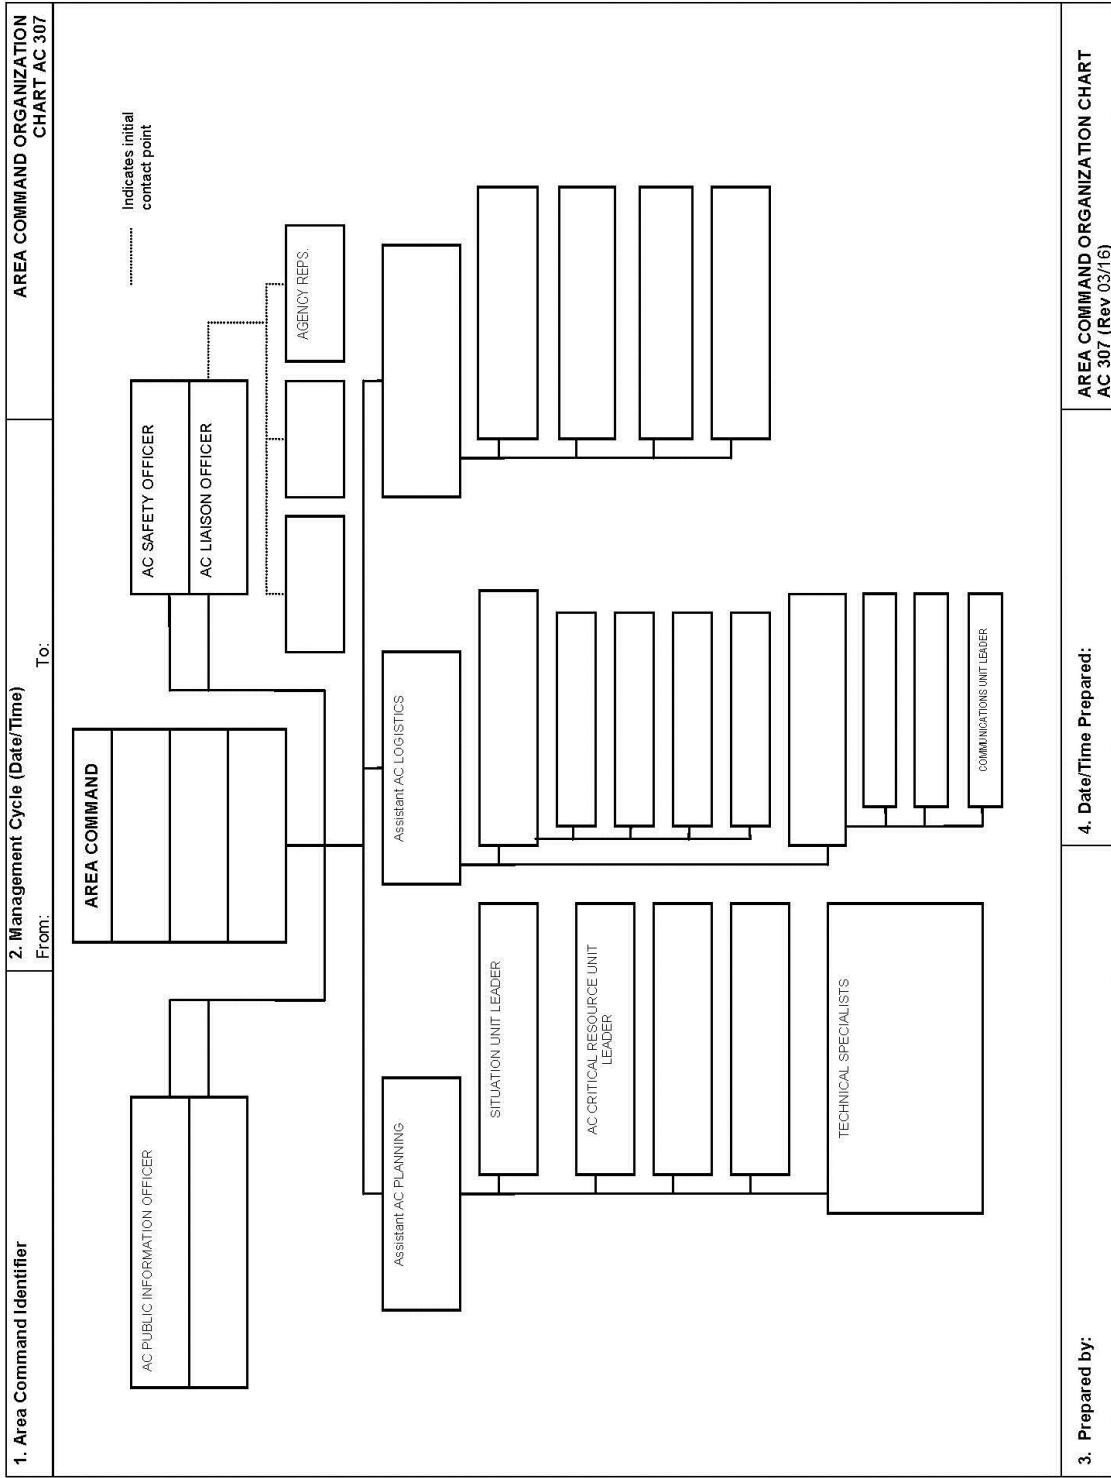 1. Area Command Identifier
2. Management Cycle (Date/Time)
From:
To:
AREA COMMAND ORGANIZATION
CHART AC 307
Indicates initial
contact point
AREA COMMAND
AC PUBLIC INFORMATION OFFICER
AC SAFETY OFFICER
AC LIAISON OFFICER
AGENCY REPS.
Assistant AC PLANNING
Assistant AC LOGISTICS
SITUATION UNIT LEADER
AC CRITICAL RESOURCE UNIT
LEADER
TECHNICAL SPECIALISTS
COMMUNICATIONS UNIT LEADER
3. Prepared by:
4. Date/Time Prepared:
AREA COMMAND ORGANIZATION CHART
AC 307 (Rev 03/16)